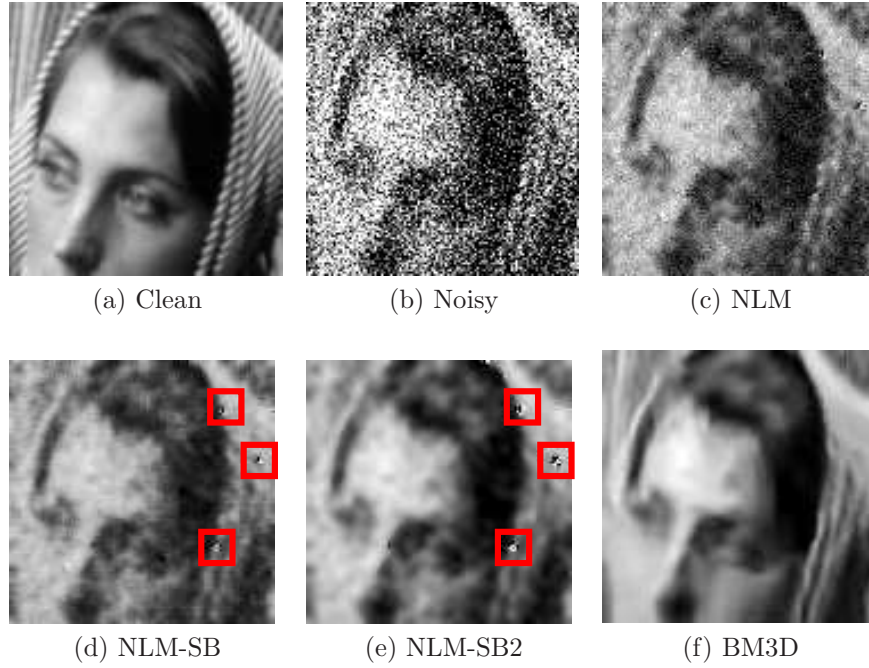 (a) Clean
(b) Noisy
(c) NLM
(d) NLM-SB
(e) NLM-SB2
(f) BM3D